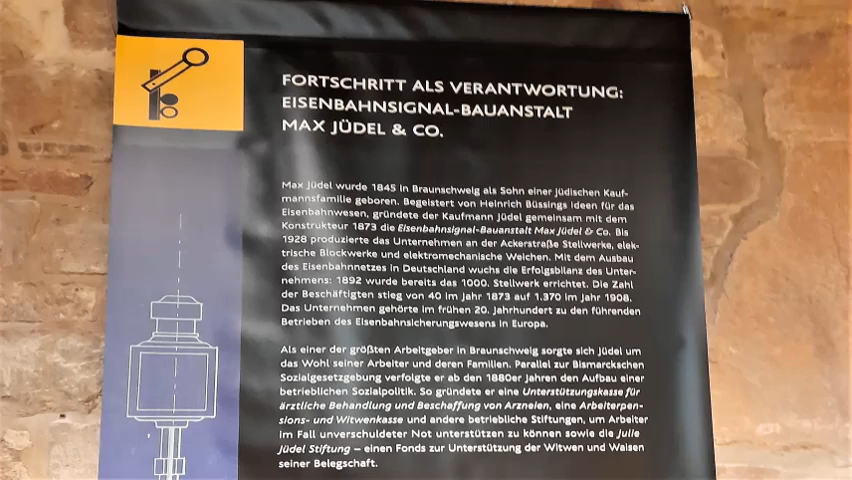 FORTSCHRITT ALS VERANTWORTUNG:
EISENBAHNSIGNAL-BAUANSTALT
MAX JÜDEL & CO.
Max Jüdel wurde 1845 in Braunschweig als Sohn einer jüdischen Kauf-
mannsfamilie geboren. Begeistert von Heinrich Büssings Ideen für das
Eisenbahnwesen, gründete der Kaufmann Jüdel gemeinsam mit dem
Konstrukteur 1873 die Eisenbahnsignal-Bauanstalt Max Jüdel & Co. Bis
1928 produzierte das Unternehmen an der Ackerstraße Stellwerke, elek-
trische Blockwerke und elektromechanische Weichen. Mit dem Ausbau
des Eisenbahnnetzes in Deutschland wuchs die Erfolgsbilanz des Unter-
nehmens: 1892 wurde bereits das 1000. Stellwerk errichtet. Die Zahl
der Beschäftigten stieg von 40 im Jahr 1873 auf 1.370 im Jahr 1908.
Das Unternehmen gehörte im frühen 20. Jahrhundert zu den führenden
Betrieben des Eisenbahnsicherungswesens in Europa.
Als einer der größten Arbeitgeber in Braunschweig sorgte sich Jüdel um
das Wohl seiner Arbeiter und deren Familien. Parallel zur Bismarckschen
Sozialgesetzgebung verfolgte er ab den 1880er Jahren den Aufbau einer
betrieblichen Sozialpolitik. So gründete er eine Unterstützungskasse für
ärztliche Behandlung und Beschaffung von Arzneien, eine Arbeiterpen-
sions- und Witwenkasse und andere betriebliche Stiftungen, um Arbeiter
im Fall unverschuldeter Not unterstützen zu können sowie die Julie
Jüdel Stiftung – einen Fonds zur Unterstützung der Witwen und Waisen
seiner Belegschaft.